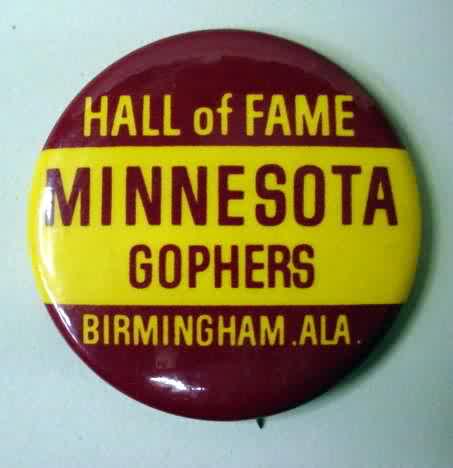 HALL of FAME
MINNESOTA
GOPHERS
BIRMINGHAM.ALA.